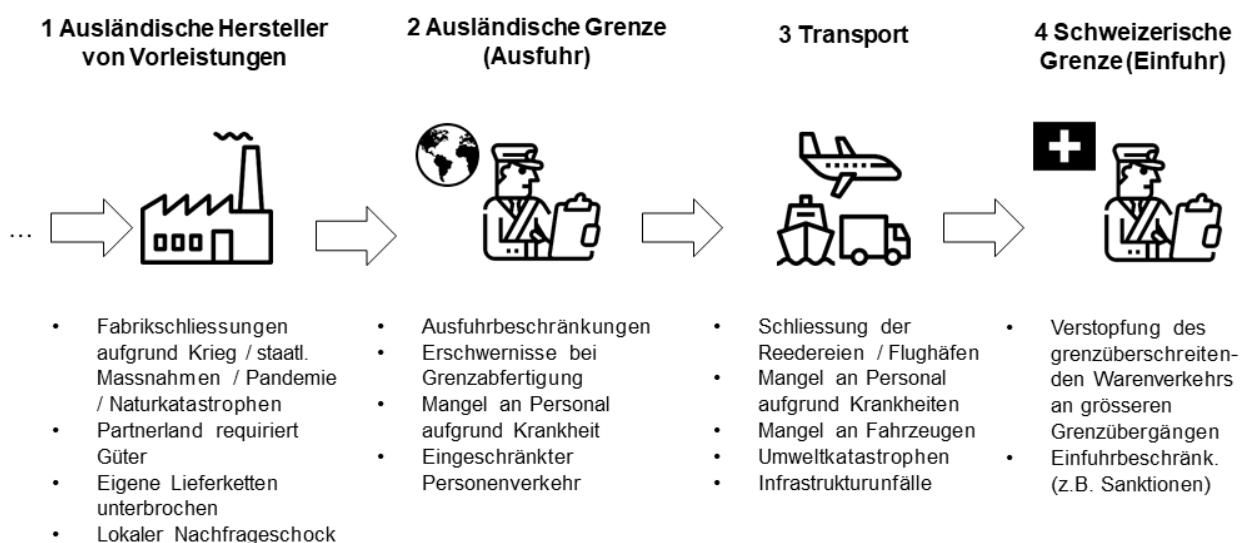 1 Ausländische Hersteller
von Vorleistungen
2 Ausländische Grenze
(Ausfuhr)
3 Transport
4 Schweizerische
Grenze (Einfuhr)
...
• Fabrikschliessungen
aufgrund Krieg / staatl.
Massnahmen / Pandemie
/ Naturkatastrophen
• Partnerland requiriert
Güter
• Eigene Lieferketten
unterbrochen
• Lokaler Nachfrageschock
• Ausfuhrbeschränkungen
• Erschwernisse bei
Grenzabfertigung
• Mangel an Personal
aufgrund Krankheit
• Eingeschränkter
Personenverkehr
• Schliessung der
Reedereien / Flughäfen
• Mangel an Personal
aufgrund Krankheiten
• Mangel an Fahrzeugen
• Umweltkatastrophen
• Infrastrukturunfälle
• Verstopfung des
grenzüberschreiten-
den Warenverkehrs
an grösseren
Grenzübergängen
• Einfuhrbeschränk.
(z.B. Sanktionen)